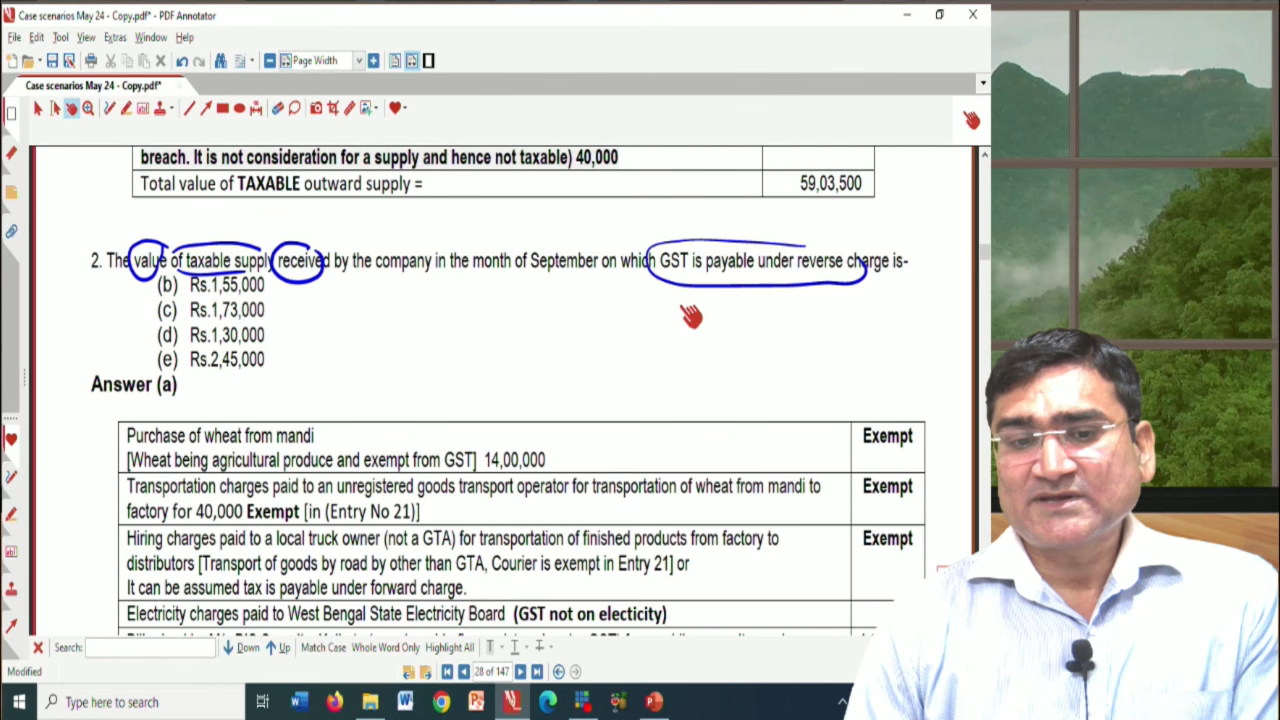 Case scenarios May 24 - Copy.pdf* - PDF Annotator
File Edit Tool View Extras Window Help
Page Width
Case scenarios May 24 - Copy.pdf*
breach. It is not consideration for a supply and hence not taxable) 40,000
Total value of TAXABLE outward supply = 59,03,500
2. The value of taxable supply received by the company in the month of September on which GST is payable under reverse charge is-
(b) Rs.1,55,000
(c) Rs.1,73,000
(d) Rs.1,30,000
(e) Rs.2,45,000
Answer (a)
Purchase of wheat from mandi Exempt
[Wheat being agricultural produce and exempt from GST] 14,00,000
Transportation charges paid to an unregistered goods transport operator for transportation of wheat from mandi to Exempt
factory for 40,000 Exempt [in (Entry No 21)]
Hiring charges paid to a local truck owner (not a GTA) for transportation of finished products from factory to Exempt
distributors [Transport of goods by road by other than GTA, Courier is exempt in Entry 21] or
It can be assumed tax is payable under forward charge.
Electricity charges paid to West Bengal State Electricity Board (GST not on electicity)
Search: Down Up Match Case Whole Word Only Highlight All
Modified 28 of 147
Type here to search